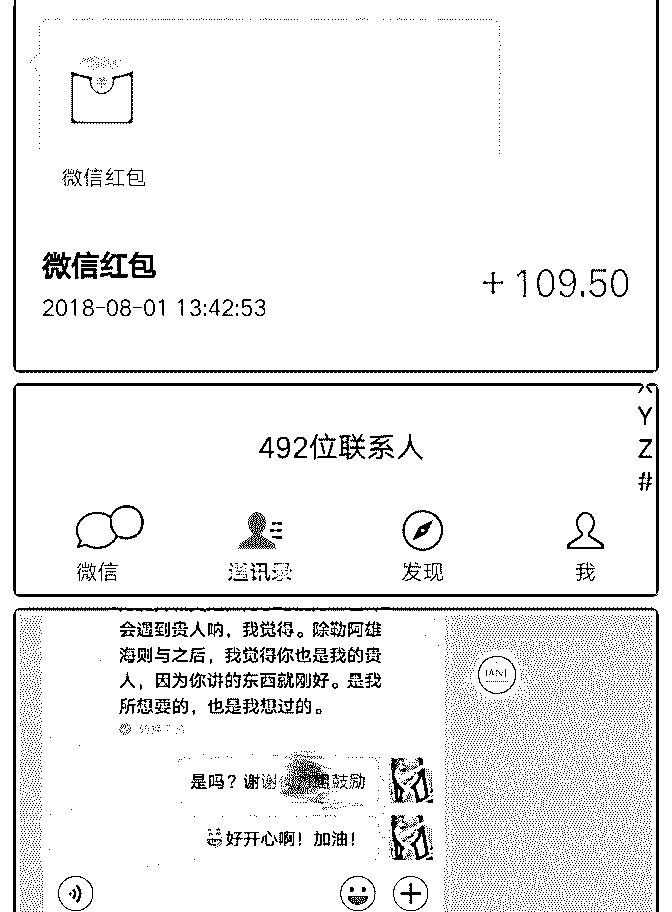 微信红包
微信红包
+109.50
2018-08-01 13:42:53
X
Y
492位联系人
Z
#
微信
通讯录
发现
我
会遇到贵人呐，我觉得。除勒阿雄
海则与之后，我觉得你也是我的贵
人，因为你讲的东西就刚好。是我
所想要的，也是我想过的。
是吗？谢谢 鼓励
好开心啊！加油！